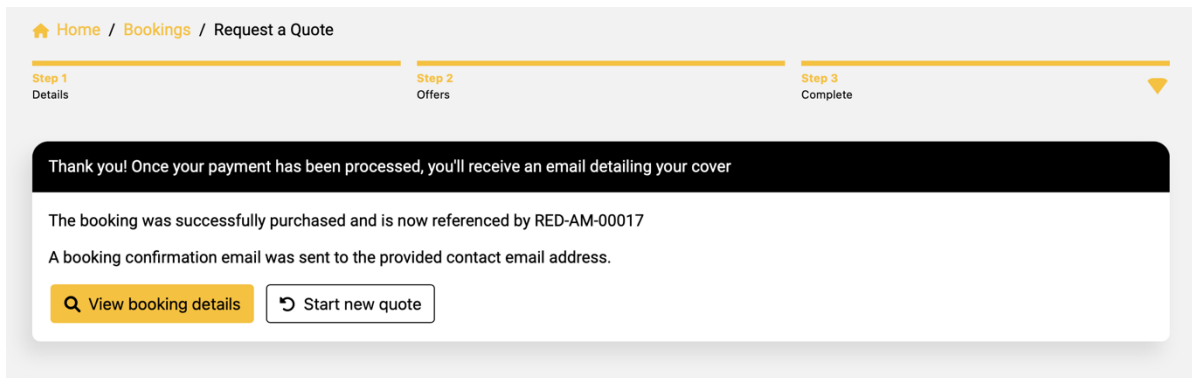 Home / Bookings / Request a Quote
Step 1
Details
Step 2
Offers
Step 3
Complete
Thank you! Once your payment has been processed, you'll receive an email detailing your cover
The booking was successfully purchased and is now referenced by RED-AM-00017
A booking confirmation email was sent to the provided contact email address.
View booking details
Start new quote